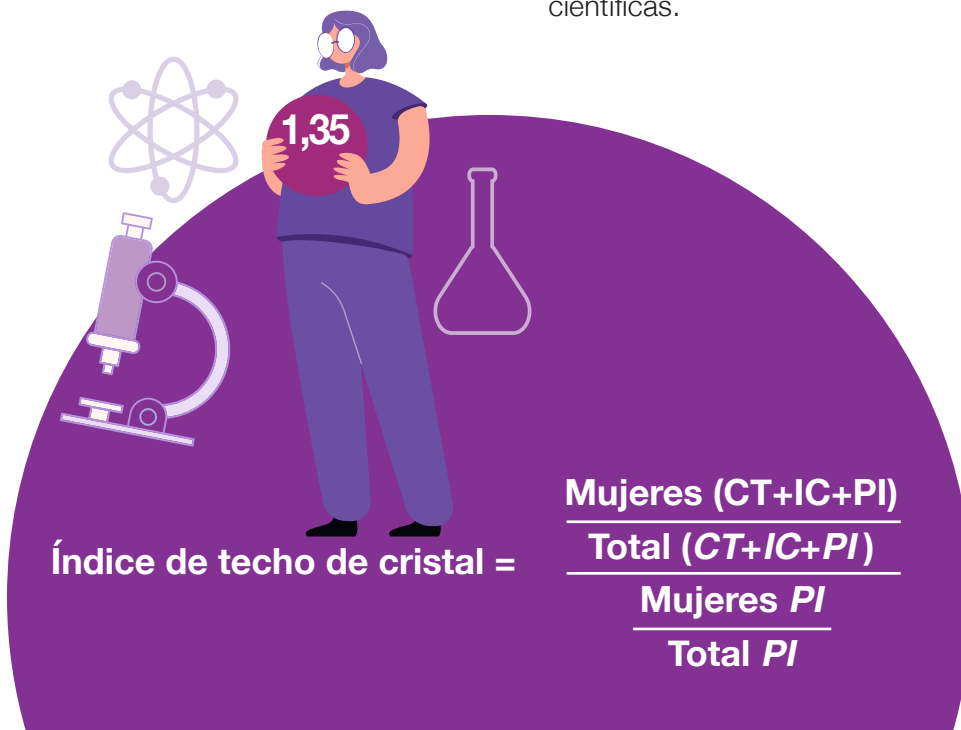 científicas.
1,35
Mujeres (CT+IC+PI)
Total (CT+IC+PI)
Índice de techo de cristal =
Mujeres PI
Total PI